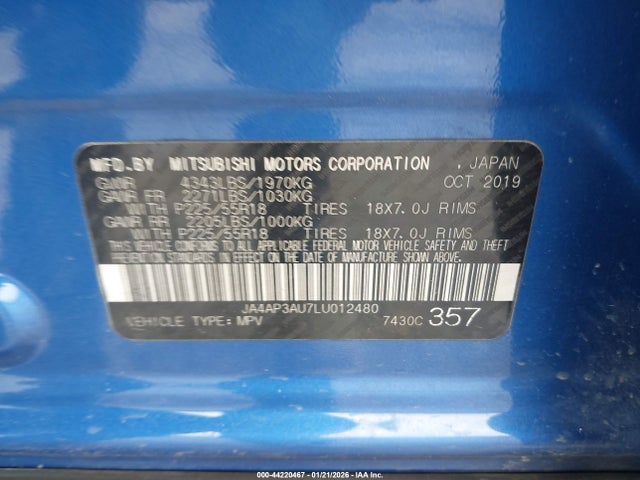 MFD.BY MITSUBISHI MOTORS CORPORATION , JAPAN
GVWR 4343LBS/1970KG OCT 2019
GAWR FR 2271LBS/1030KG
WITH P225/55R18 TIRES 18X7.0J RIMS
GAWR RR 2205LBS/1000KG
WITH P225/55R18 TIRES 18X7.0J RIMS
THIS VEHICLE CONFORMS TO ALL APPLICABLE FEDERAL MOTOR VEHICLE SAFETY AND THEFT
PREVENTION STANDARDS IN EFFECT ON THE DATE OF MANUFACTURE SHOWN ABOVE.
JA4AP3AU7LU012480
VEHICLE TYPE: MPV 7430C 357
000-44220467 - 01/21/2026 - IAA Inc.